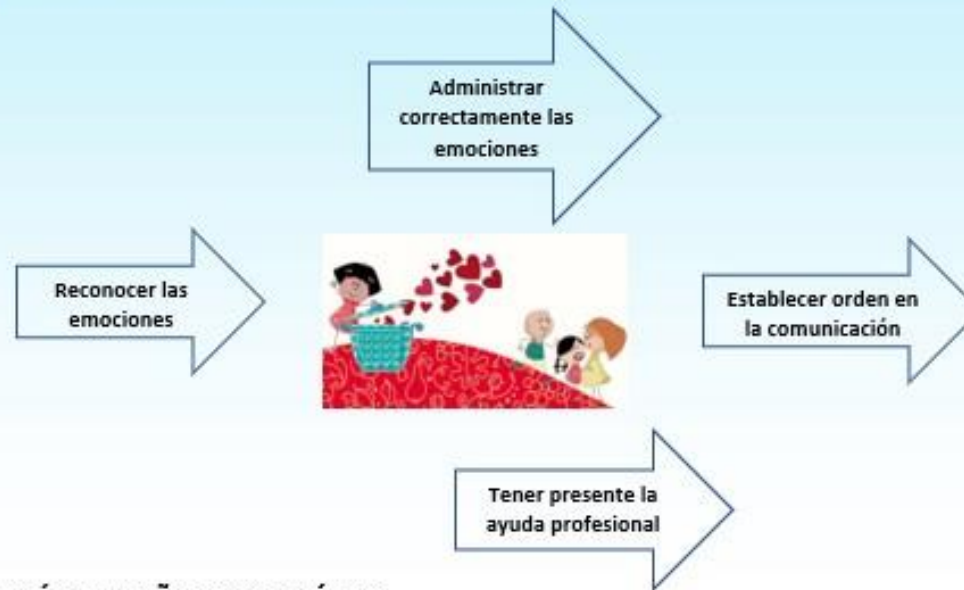 Administrar
correctamente las
emociones
Reconocer las
emociones
Establecer orden en
la comunicación
Tener presente la
ayuda profesional